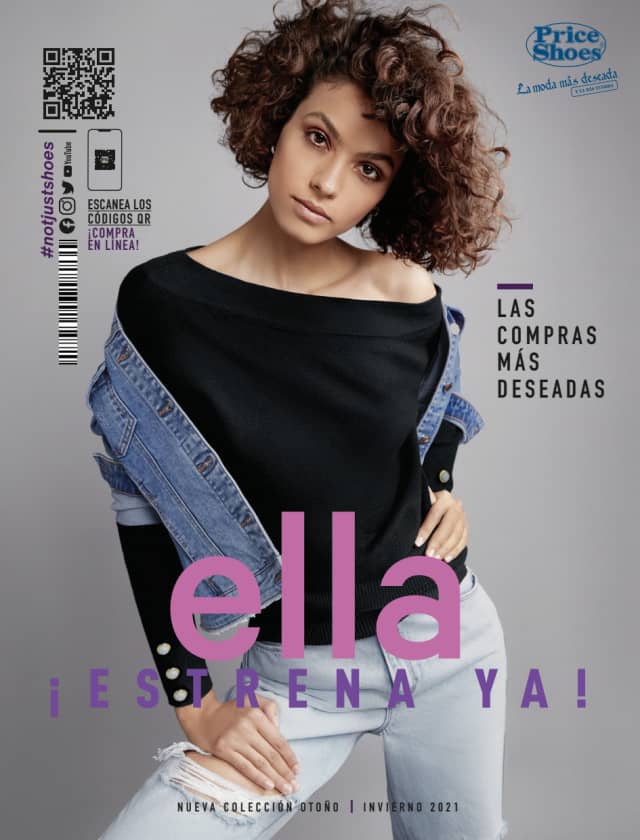 #notjustshoes
YouTube
ESCANEA LOS
CÓDIGOS QR
¡COMPRA
EN LÍNEA!
Price
Shoes
La moda más deseada
LAS
COMPRAS
MÁS
DESEADAS
ella
¡ESTRENA YA!
NUEVA COLECCIÓN OTOÑO | INVIERNO 2021